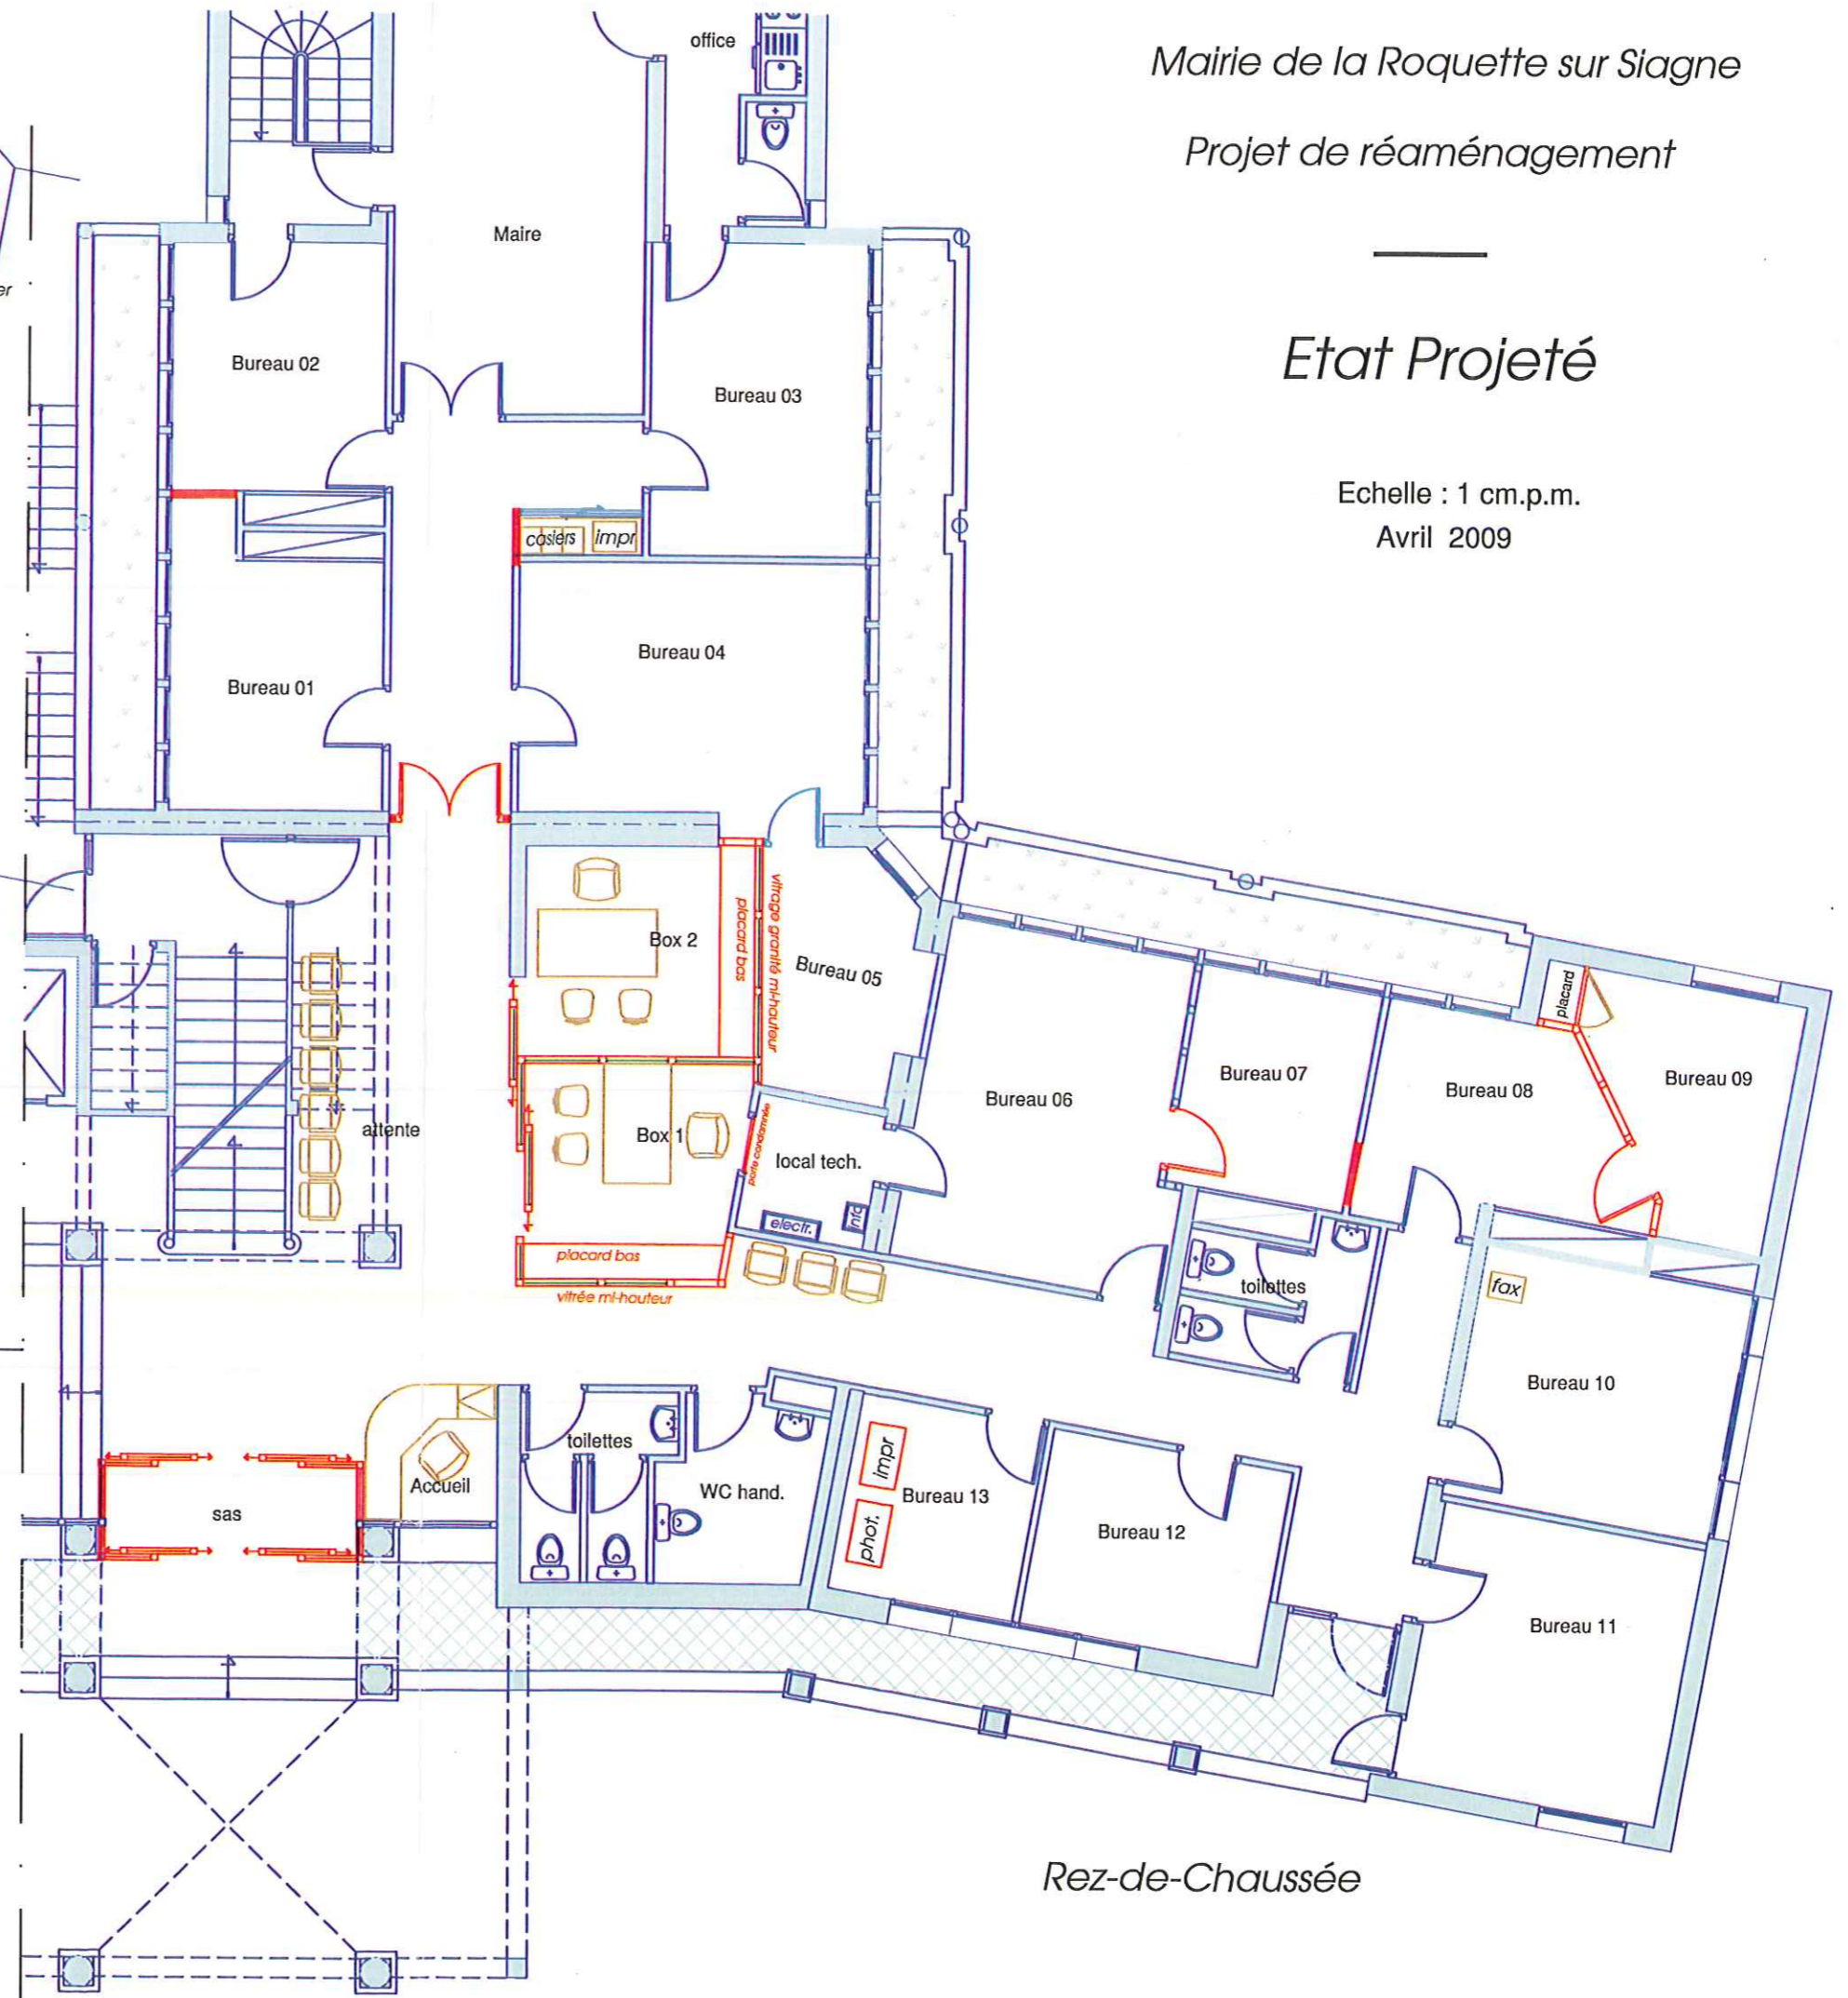 Mairie de la Roquette sur Siagne
Projet de réaménagement
Etat Projeté
Echelle : 1 cm.p.m.
Avril 2009
office
Maire
er
Bureau 02
Bureau 03
casiers
impr
Bureau 01
Bureau 04
Box 2
placard bas
vitrage granité mi-hauteur
Bureau 05
Box 1
porte condamnée
local tech.
electr.
info
attente
placard bas
vitrée mi-hauteur
Bureau 06
Bureau 07
Bureau 08
placard
Bureau 09
toilettes
fax
Bureau 10
sas
Accueil
toilettes
WC hand.
impr
phot.
Bureau 13
Bureau 12
Bureau 11
Rez-de-Chaussée